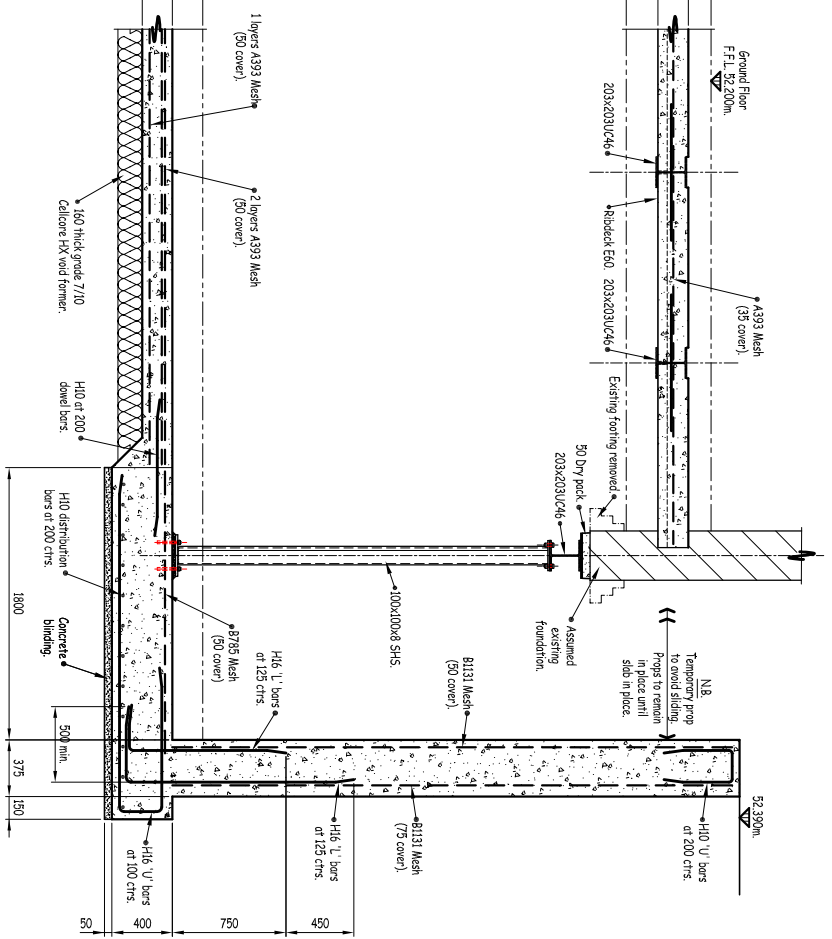 Ground Floor
F.F.L. 52.200m.
203x203UC46
Ribdeck E60.
203x203UC46
A393 Mesh
(35 cover).
Existing footing removed.
50 Dry pack.
203x203UC46
Assumed
existing
foundation.
N.B.
Temporary prop
to avoid sliding.
Props to remain
in place until
slab in place.
52.390m.
1 layers A393 Mesh
(50 cover).
2 layers A393 Mesh
(50 cover).
100x100x8 SHS.
B1131 Mesh
(50 cover).
H10 'U' bars
at 200 ctrs.
B1131 Mesh
(75 cover).
160 thick grade 7/10
Cellcore HX void former.
H10 at 200
dowel bars.
H10 distribution
bars at 200 ctrs.
Concrete
blinding.
B785 Mesh
(50 cover)
H16 'L' bars
at 125 ctrs.
H16 'L' bars
at 125 ctrs.
H16 'U' bars
at 100 ctrs.
500 min.
1800
375
150
50
400
750
450